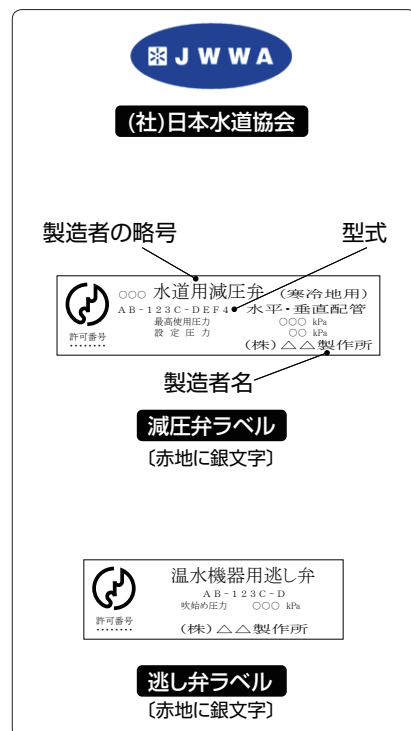 JWWA
(社)日本水道協会
製造者の略号
型式
○○○ 水道用減圧弁 (寒冷地用)
AB-123C-DEF4 水平・垂直配管
最高使用圧力 ○○○ kPa
設定圧力 ○○ kPa
許可番号
········
(株)△△製作所
製造者名
減圧弁ラベル
〔赤地に銀文字〕
温水機器用逃し弁
AB-123C-D
吹始め圧力 ○○○ kPa
許可番号
········
(株)△△製作所
逃し弁ラベル
〔赤地に銀文字〕